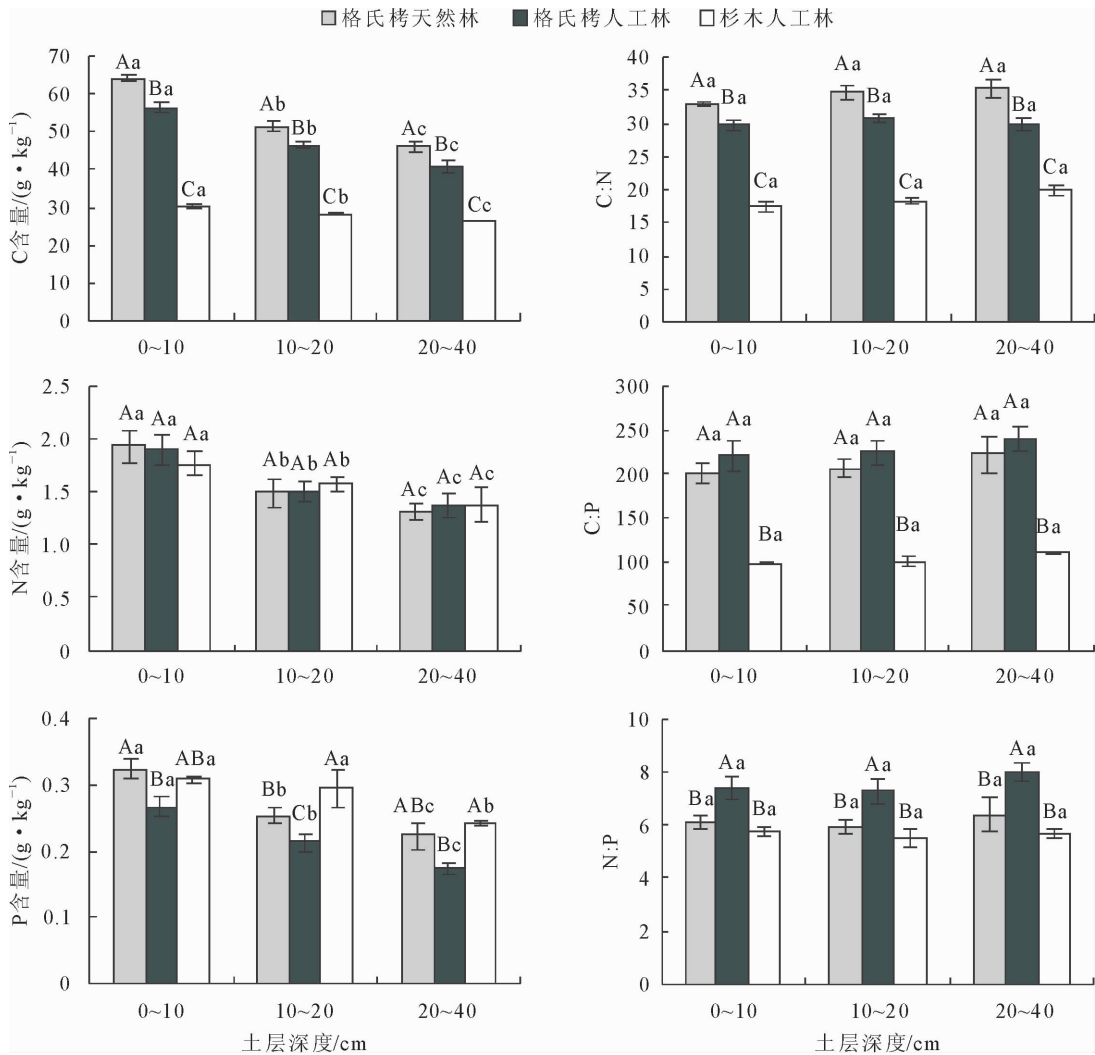 格氏栲天然林 格氏栲人工林 杉木人工林
C含量/(g·kg⁻¹)
70
60
50
40
30
20
10
0
Aa Ba Ca
Ab Bb Cb
Ac Bc Cc
0~10 10~20 20~40
C:N
40
35
30
25
20
15
10
5
0
Aa Ba Ca
Aa Ba Ca
Aa Ba Ca
0~10 10~20 20~40
N含量/(g·kg⁻¹)
2.5
2.0
1.5
1.0
0.5
0
Aa Aa Aa
Ab Ab Ab
Ac Ac Ac
0~10 10~20 20~40
C:P
300
250
200
150
100
50
0
Aa Aa Ba
Aa Aa Ba
Aa Aa Ba
0~10 10~20 20~40
P含量/(g·kg⁻¹)
0.4
0.3
0.2
0.1
0
Aa Ba ABa
Bb Cb Aa
ABc Bc Ab
0~10 10~20 20~40
土层深度/cm
N:P
10
8
6
4
2
0
Ba Aa Ba
Ba Aa Ba
Ba Aa Ba
0~10 10~20 20~40
土层深度/cm